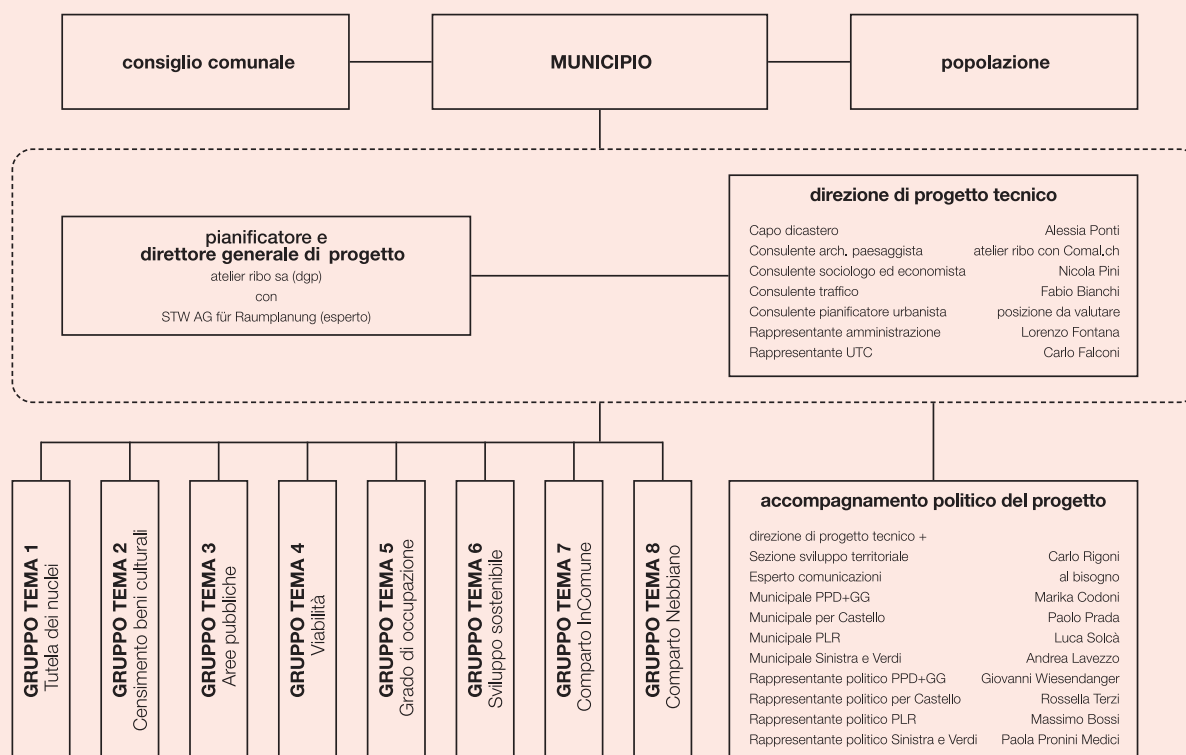 consiglio comunale
MUNICIPIO
popolazione
pianificatore e
direttore generale di progetto
atelier ribo sa (dgp)
con
STW AG für Raumplanung (esperto)
direzione di progetto tecnico
Capo dicastero Alessia Ponti
Consulente arch. paesaggista atelier ribo con Comal.ch
Consulente sociologo ed economista Nicola Pini
Consulente traffico Fabio Bianchi
Consulente pianificatore urbanista posizione da valutare
Rappresentante amministrazione Lorenzo Fontana
Rappresentante UTC Carlo Falconi
GRUPPO TEMA 1
Tutela dei nuclei
GRUPPO TEMA 2
Censimento beni culturali
GRUPPO TEMA 3
Aree pubbliche
GRUPPO TEMA 4
Viabilità
GRUPPO TEMA 5
Grado di occupazione
GRUPPO TEMA 6
Sviluppo sostenibile
GRUPPO TEMA 7
Comparto InComune
GRUPPO TEMA 8
Comparto Nebbiano
accompagnamento politico del progetto
direzione di progetto tecnico +
Sezione sviluppo territoriale Carlo Rigoni
Esperto comunicazioni al bisogno
Municipale PPD+GG Marika Codoni
Municipale per Castello Paolo Prada
Municipale PLR Luca Solcà
Municipale Sinistra e Verdi Andrea Lavezzo
Rappresentante politico PPD+GG Giovanni Wiesendanger
Rappresentante politico per Castello Rossella Terzi
Rappresentante politico PLR Massimo Bossi
Rappresentante politico Sinistra e Verdi Paola Pronini Medici